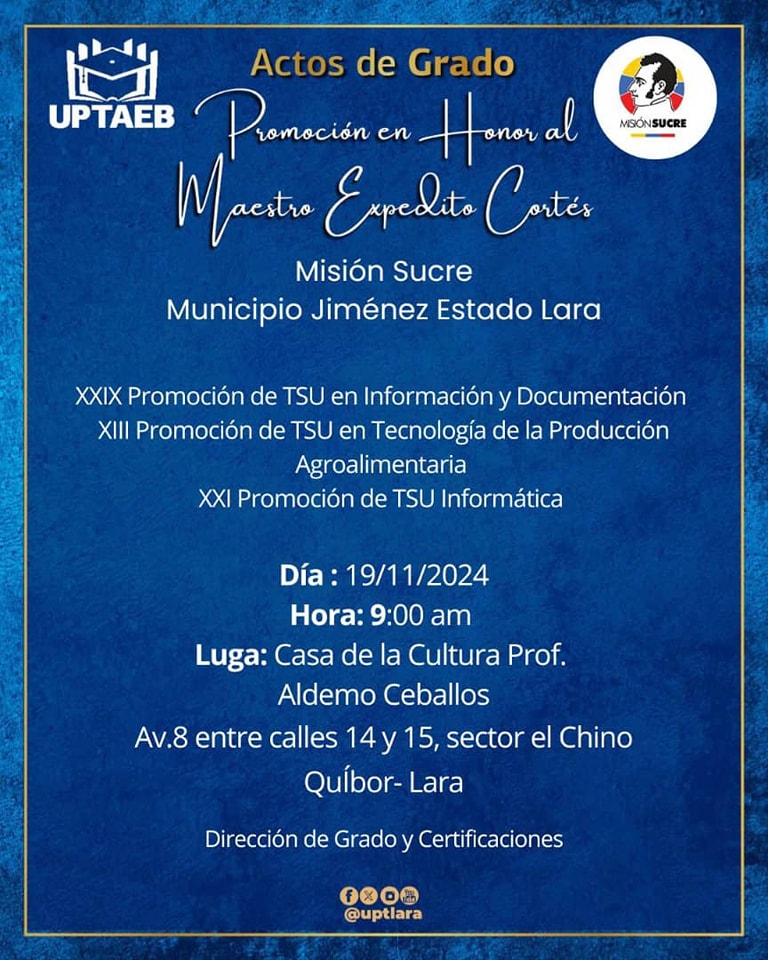 UPTAEB
Actos de Grado
MISIÓN SUCRE
Promoción en Honor al
Maestro Expedito Cortés
Misión Sucre
Municipio Jiménez Estado Lara
XXIX Promoción de TSU en Información y Documentación
XIII Promoción de TSU en Tecnología de la Producción
Agroalimentaria
XXI Promoción de TSU Informática
Día : 19/11/2024
Hora: 9:00 am
Luga: Casa de la Cultura Prof.
Aldemo Ceballos
Av.8 entre calles 14 y 15, sector el Chino
QuÍbor- Lara
Dirección de Grado y Certificaciones
@uptlara